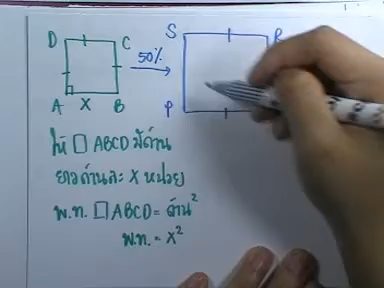 D C 50% S R
A X B P
ให้ □ ABCD มีด้าน
ยาวด้านละ X หน่วย
พ.ท. □ ABCD = ด้าน²
พ.ท. = X²